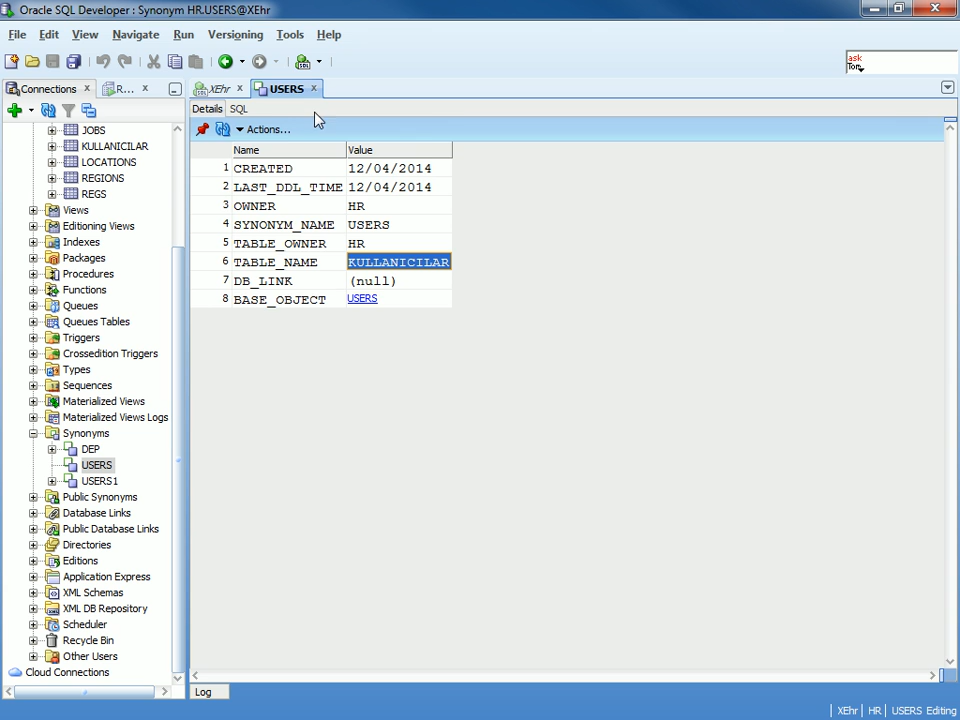 Oracle SQL Developer : Synonym HR.USERS@XEhr
File Edit View Navigate Run Versioning Tools Help
ask
Tom
Connections
R...
XEhr
USERS
Details SQL
Actions...
JOBS
KULLANICILAR
LOCATIONS
REGIONS
REGS
Views
Editioning Views
Indexes
Packages
Procedures
Functions
Queues
Queues Tables
Triggers
Crossedition Triggers
Types
Sequences
Materialized Views
Materialized Views Logs
Synonyms
DEP
USERS
USERS1
Public Synonyms
Database Links
Public Database Links
Directories
Editions
Application Express
XML Schemas
XML DB Repository
Scheduler
Recycle Bin
Other Users
Cloud Connections
Name Value
1 CREATED 12/04/2014
2 LAST_DDL_TIME 12/04/2014
3 OWNER HR
4 SYNONYM_NAME USERS
5 TABLE_OWNER HR
6 TABLE_NAME KULLANICILAR
7 DB_LINK (null)
8 BASE_OBJECT USERS
Log
XEhr | HR | USERS Editing